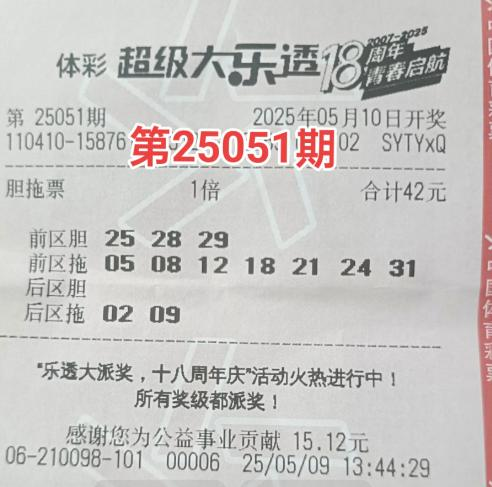 体彩 超级大乐透 18 2007-2025
周年
青春启航
第 25051期 2025年05月10日开奖
110410-15876 02 SYTYxQ
第25051期
胆拖票 1倍 合计42元
前区胆 25 28 29
前区拖 05 08 12 18 21 24 31
后区胆
后区拖 02 09
“乐透大派奖，十八周年庆”活动火热进行中！
所有奖级都派奖！
感谢您为公益事业贡献 15.12元
06-210098-101 00006 25/05/09 13:44:29